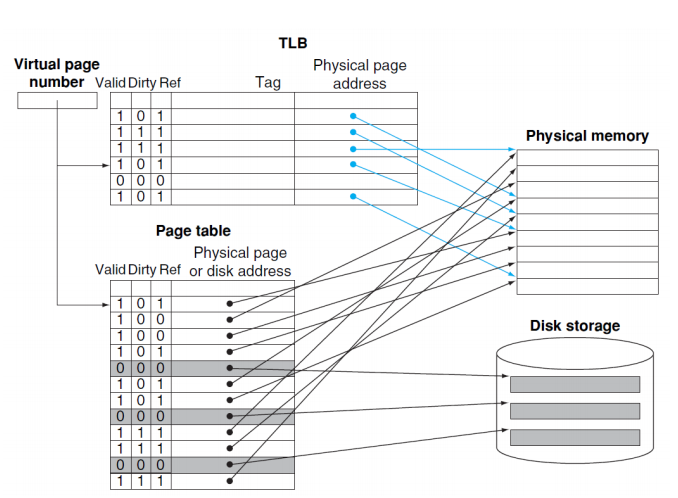 TLB
Virtual page
number
Valid Dirty Ref
Tag
Physical page
address
1 0 1
1 1 1
1 1 1
1 0 1
0 0 0
1 0 1
Physical memory
Page table
Physical page
Valid Dirty Ref or disk address
1 0 1
1 0 0
1 0 0
1 0 1
0 0 0
1 0 1
1 0 1
0 0 0
1 1 1
1 1 1
0 0 0
1 1 1
Disk storage